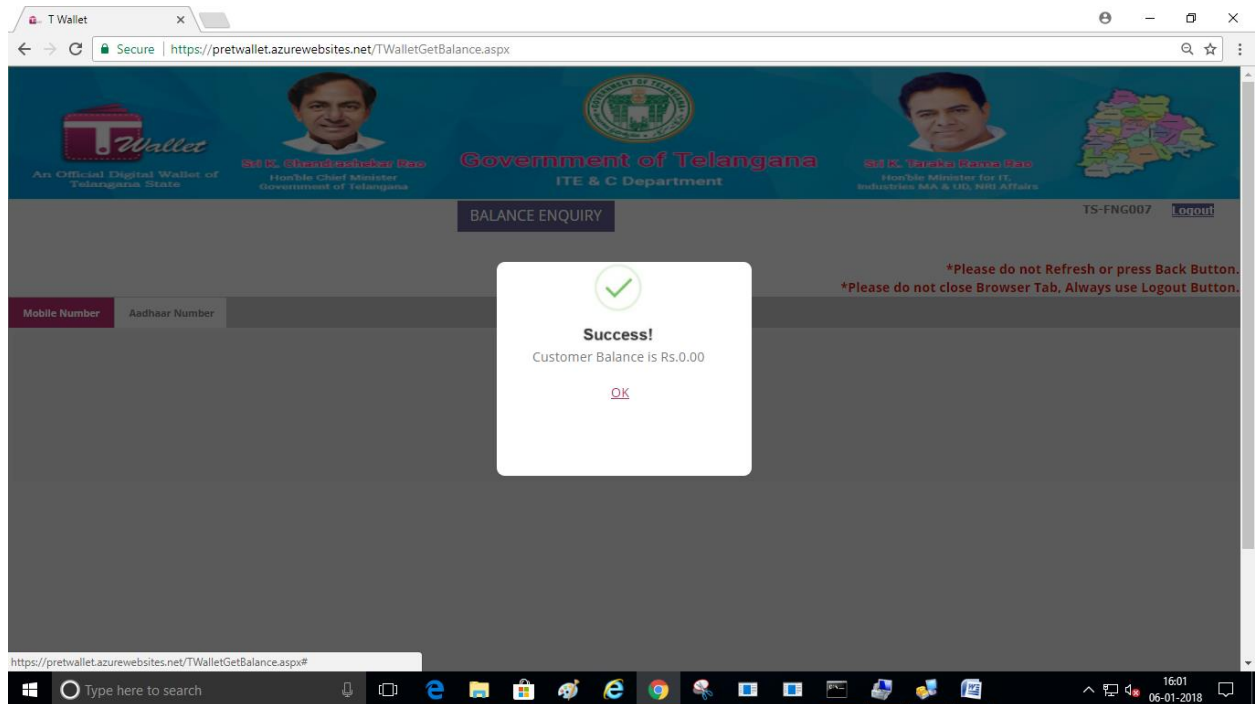 T Wallet
Secure | https://pretwallet.azurewebsites.net/TWalletGetBalance.aspx
TWallet
An Official Digital Wallet of
Telangana State
Sri K. Chandrashekar Rao
Hon'ble Chief Minister
Government of Telangana
GOVERNMENT OF TELANGANA
Government of Telangana
ITE & C Department
Sri K. Taraka Rama Rao
Hon'ble Minister for IT,
Industries MA & UD, NRI Affairs
BALANCE ENQUIRY
TS-FNG007 Logout
*Please do not Refresh or press Back Button.
*Please do not close Browser Tab, Always use Logout Button.
Mobile Number Aadhaar Number
Success!
Customer Balance is Rs.0.00
OK
https://pretwallet.azurewebsites.net/TWalletGetBalance.aspx#
Type here to search
16:01
06-01-2018